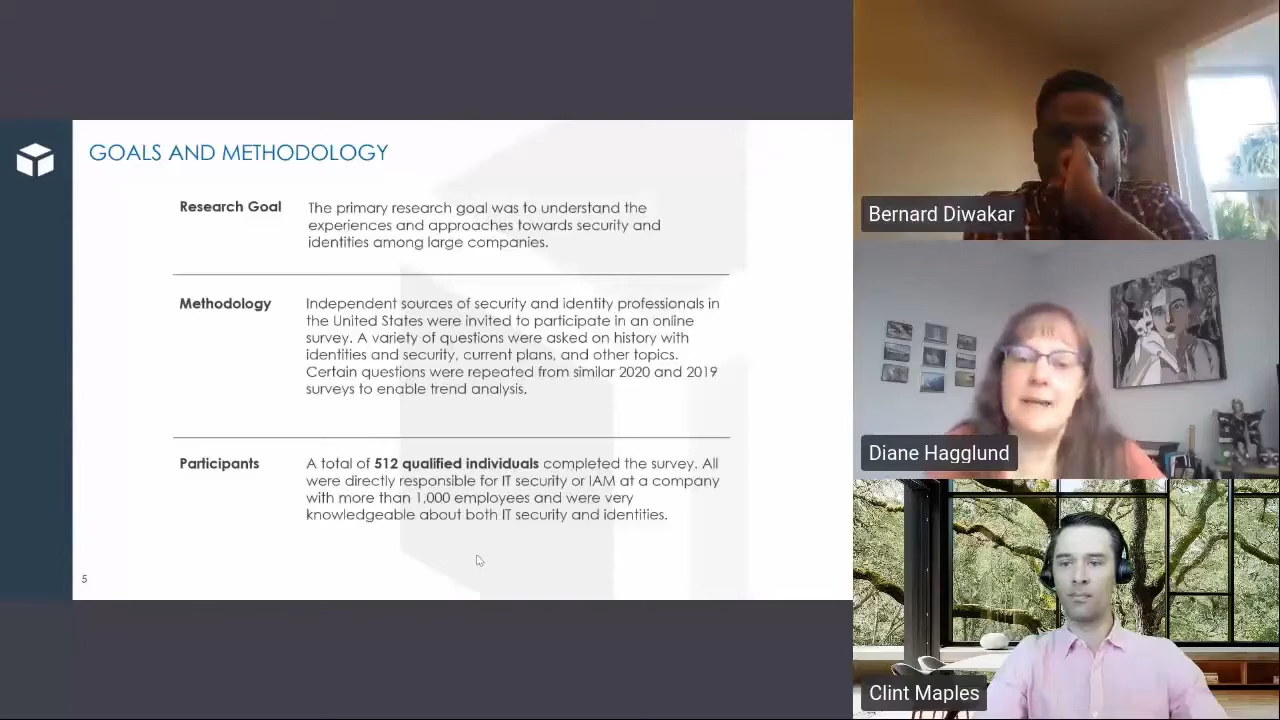 GOALS AND METHODOLOGY
Research Goal
The primary research goal was to understand the
experiences and approaches towards security and
identities among large companies.
Methodology
Independent sources of security and identity professionals in
the United States were invited to participate in an online
survey. A variety of questions were asked on history with
identities and security, current plans, and other topics.
Certain questions were repeated from similar 2020 and 2019
surveys to enable trend analysis.
Participants
A total of 512 qualified individuals completed the survey. All
were directly responsible for IT security or IAM at a company
with more than 1,000 employees and were very
knowledgeable about both IT security and identities.
5
Bernard Diwakar
Diane Hagglund
Clint Maples